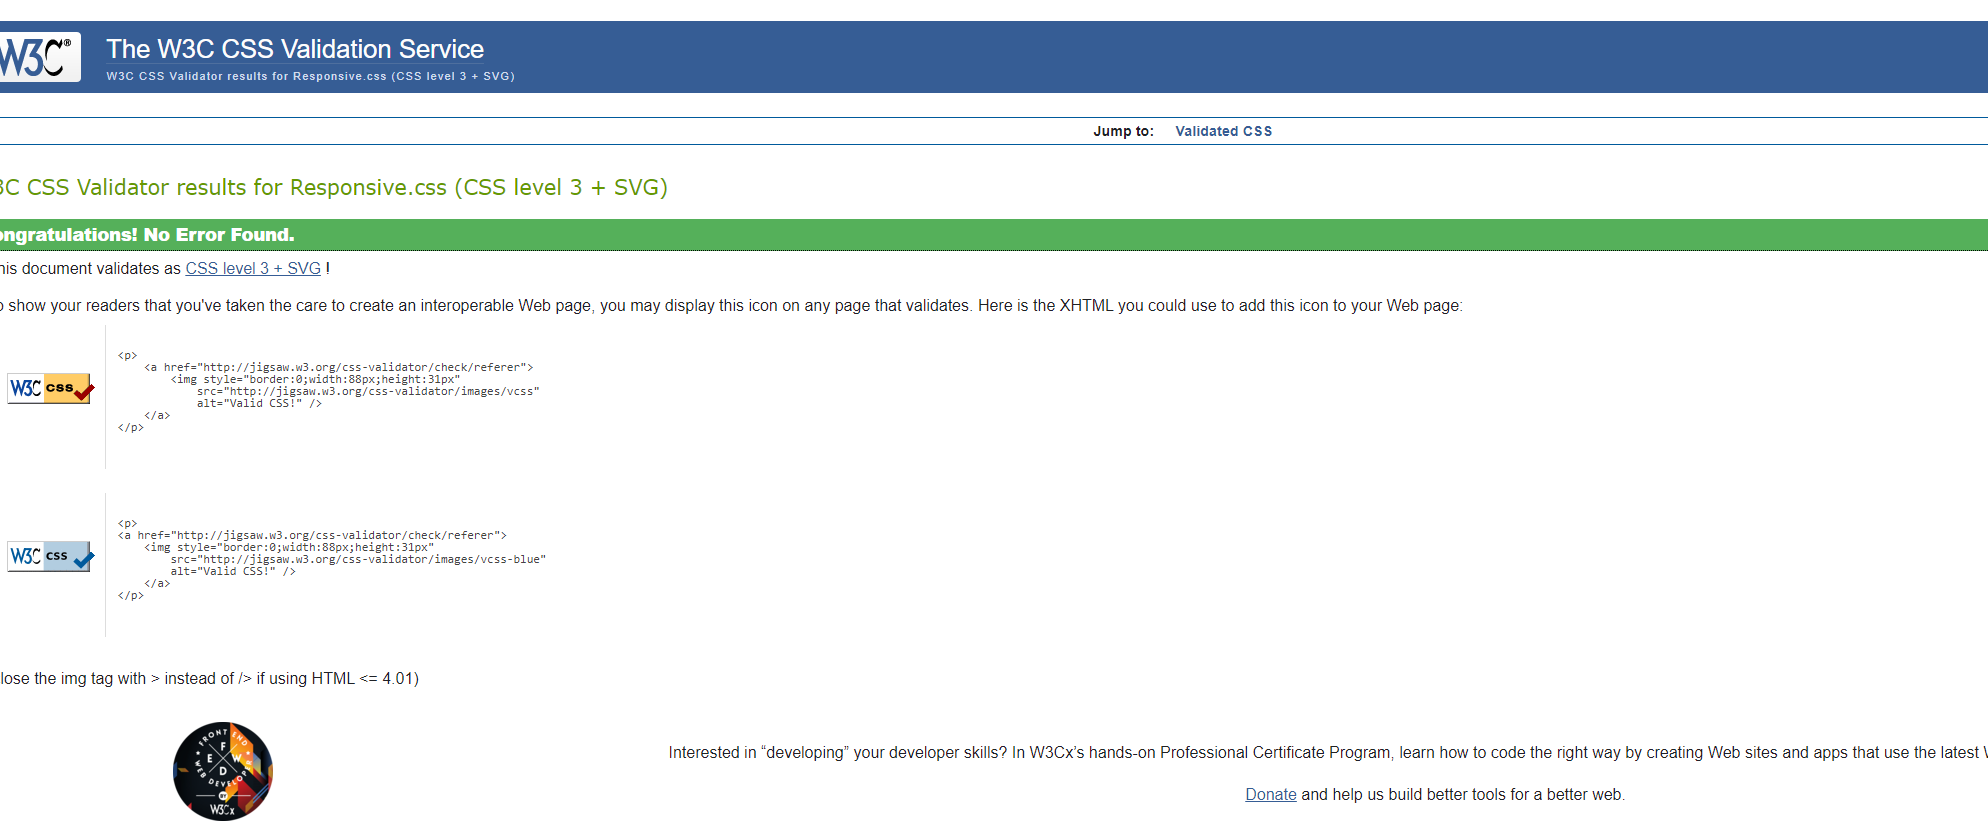 W3C®
The W3C CSS Validation Service
W3C CSS Validator results for Responsive.css (CSS level 3 + SVG)
Jump to: Validated CSS
3C CSS Validator results for Responsive.css (CSS level 3 + SVG)
ongratulations! No Error Found.
his document validates as CSS level 3 + SVG !
o show your readers that you've taken the care to create an interoperable Web page, you may display this icon on any page that validates. Here is the XHTML you could use to add this icon to your Web page:
W3C css
<p>
<a href="http://jigsaw.w3.org/css-validator/check/referer">
<img style="border:0;width:88px;height:31px"
src="http://jigsaw.w3.org/css-validator/images/vcss"
alt="Valid CSS!" />
</a>
</p>
W3C css
<p>
<a href="http://jigsaw.w3.org/css-validator/check/referer">
<img style="border:0;width:88px;height:31px"
src="http://jigsaw.w3.org/css-validator/images/vcss-blue"
alt="Valid CSS!" />
</a>
</p>
lose the img tag with > instead of /> if using HTML <= 4.01)
FRONT END
F E W D
WEB DEVELOPER
BY
W3Cx
Interested in “developing” your developer skills? In W3Cx’s hands-on Professional Certificate Program, learn how to code the right way by creating Web sites and apps that use the latest W
Donate and help us build better tools for a better web.